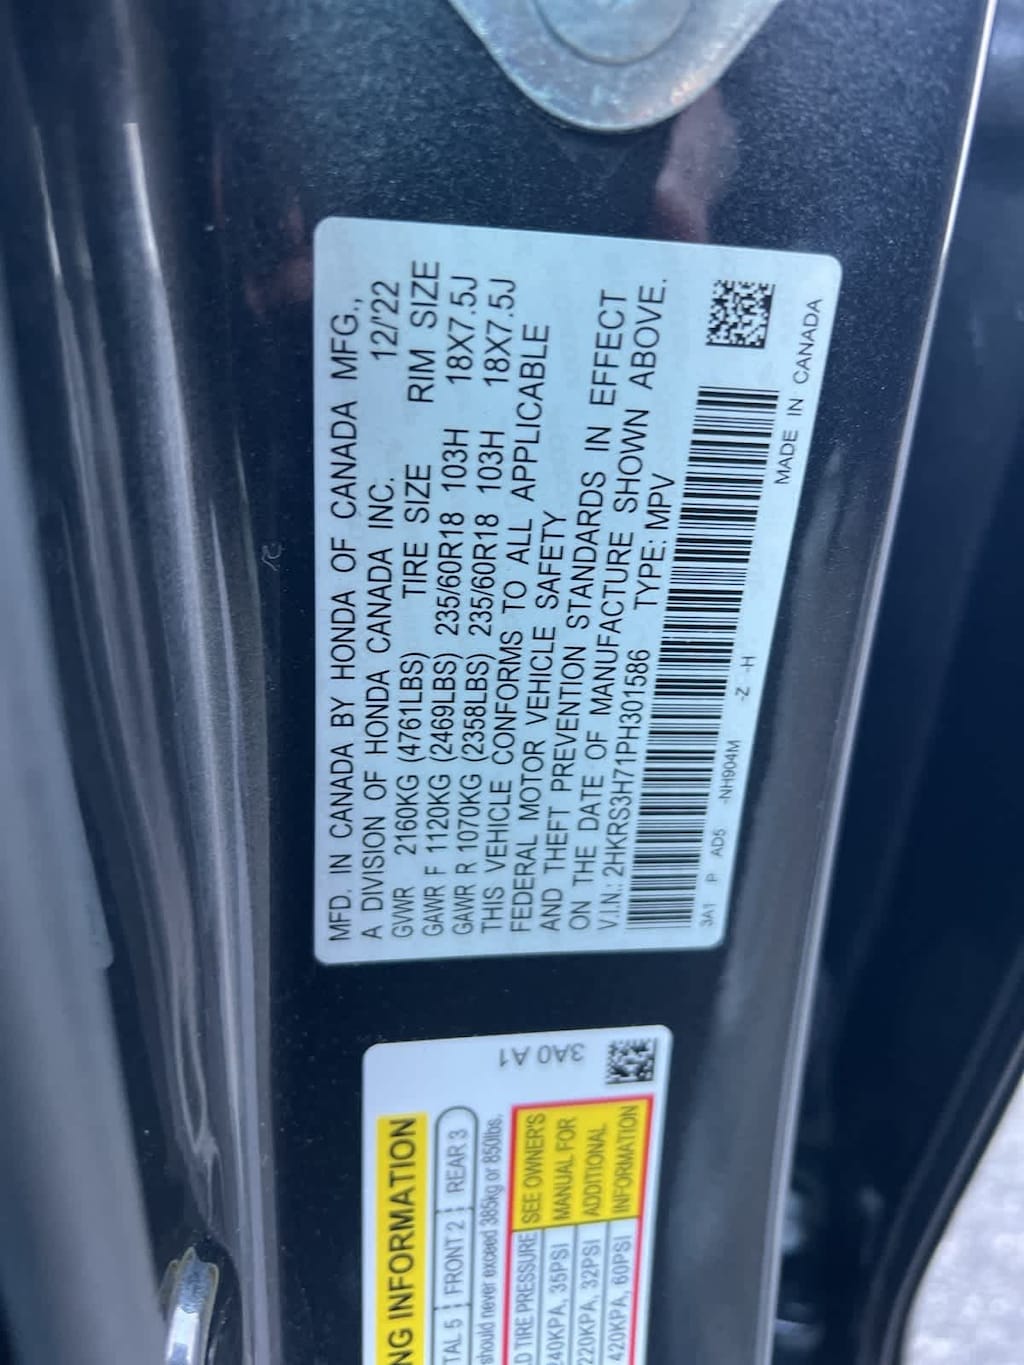 MFD. IN CANADA BY HONDA OF CANADA MFG.,
A DIVISION OF HONDA CANADA INC. 12/22
GVWR 2160KG (4761LBS) TIRE SIZE RIM SIZE
GAWR F 1120KG (2469LBS) 235/60R18 103H 18X7.5J
GAWR R 1070KG (2358LBS) 235/60R18 103H 18X7.5J
THIS VEHICLE CONFORMS TO ALL APPLICABLE
FEDERAL MOTOR VEHICLE SAFETY
AND THEFT PREVENTION STANDARDS IN EFFECT
ON THE DATE OF MANUFACTURE SHOWN ABOVE.
V.I.N.: 2HKRS3H71PH301586 TYPE: MPV
3A1 P AD5 -NH904M -Z -H
MADE IN CANADA
3A0 A1
NG INFORMATION
TAL 5 FRONT 2 REAR 3
should never exceed 385kg or 850lbs.
D TIRE PRESSURE SEE OWNER'S
240KPA, 35PSI MANUAL FOR
220KPA, 32PSI ADDITIONAL
420KPA, 60PSI INFORMATION